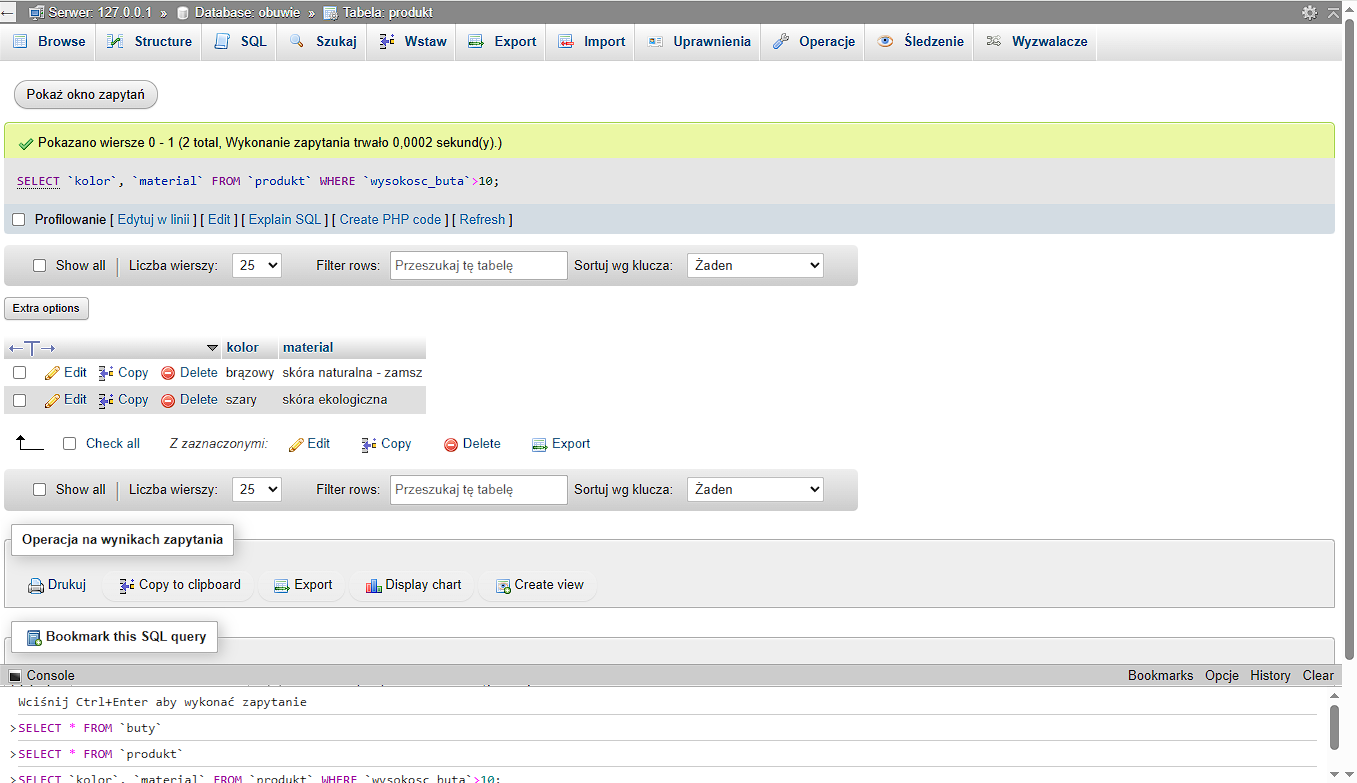 Serwer: 127.0.0.1 » Database: obuwie » Tabela: produkt
Browse Structure SQL Szukaj Wstaw Export Import Uprawnienia Operacje Śledzenie Wyzwalacze
Pokaż okno zapytań
Pokazano wiersze 0 - 1 (2 total, Wykonanie zapytania trwało 0,0002 sekund(y).)
SELECT `kolor`, `material` FROM `produkt` WHERE `wysokosc_buta`>10;
Profilowanie [ Edytuj w linii ] [ Edit ] [ Explain SQL ] [ Create PHP code ] [ Refresh ]
Show all Liczba wierszy: 25 Filter rows: Przeszukaj tę tabelę Sortuj wg klucza: Żaden
Extra options
kolor material
Edit Copy Delete brązowy skóra naturalna - zamsz
Edit Copy Delete szary skóra ekologiczna
Check all Z zaznaczonymi: Edit Copy Delete Export
Show all Liczba wierszy: 25 Filter rows: Przeszukaj tę tabelę Sortuj wg klucza: Żaden
Operacja na wynikach zapytania
Drukuj Copy to clipboard Export Display chart Create view
Bookmark this SQL query
Console Bookmarks Opcje History Clear
Wciśnij Ctrl+Enter aby wykonać zapytanie
>SELECT * FROM `buty`
>SELECT * FROM `produkt`
>SELECT `kolor`, `material` FROM `produkt` WHERE `wysokosc_buta`>10;